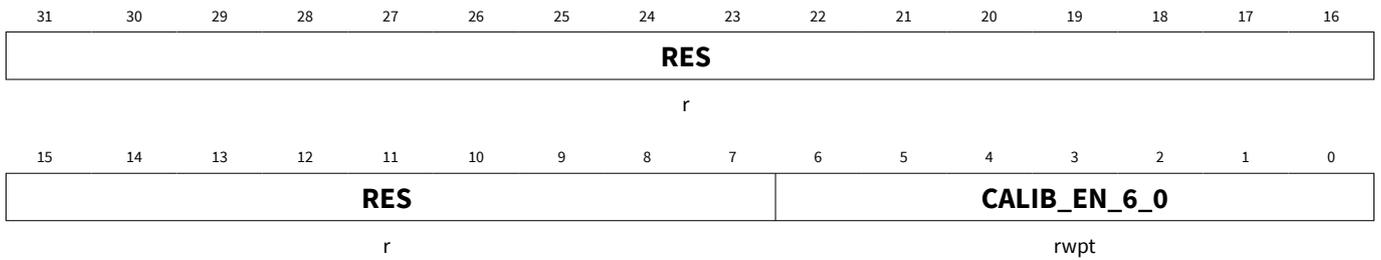 31 30 29 28 27 26 25 24 23 22 21 20 19 18 17 16
RES
r
15 14 13 12 11 10 9 8 7 6 5 4 3 2 1 0
RES CALIB_EN_6_0
r rwpt